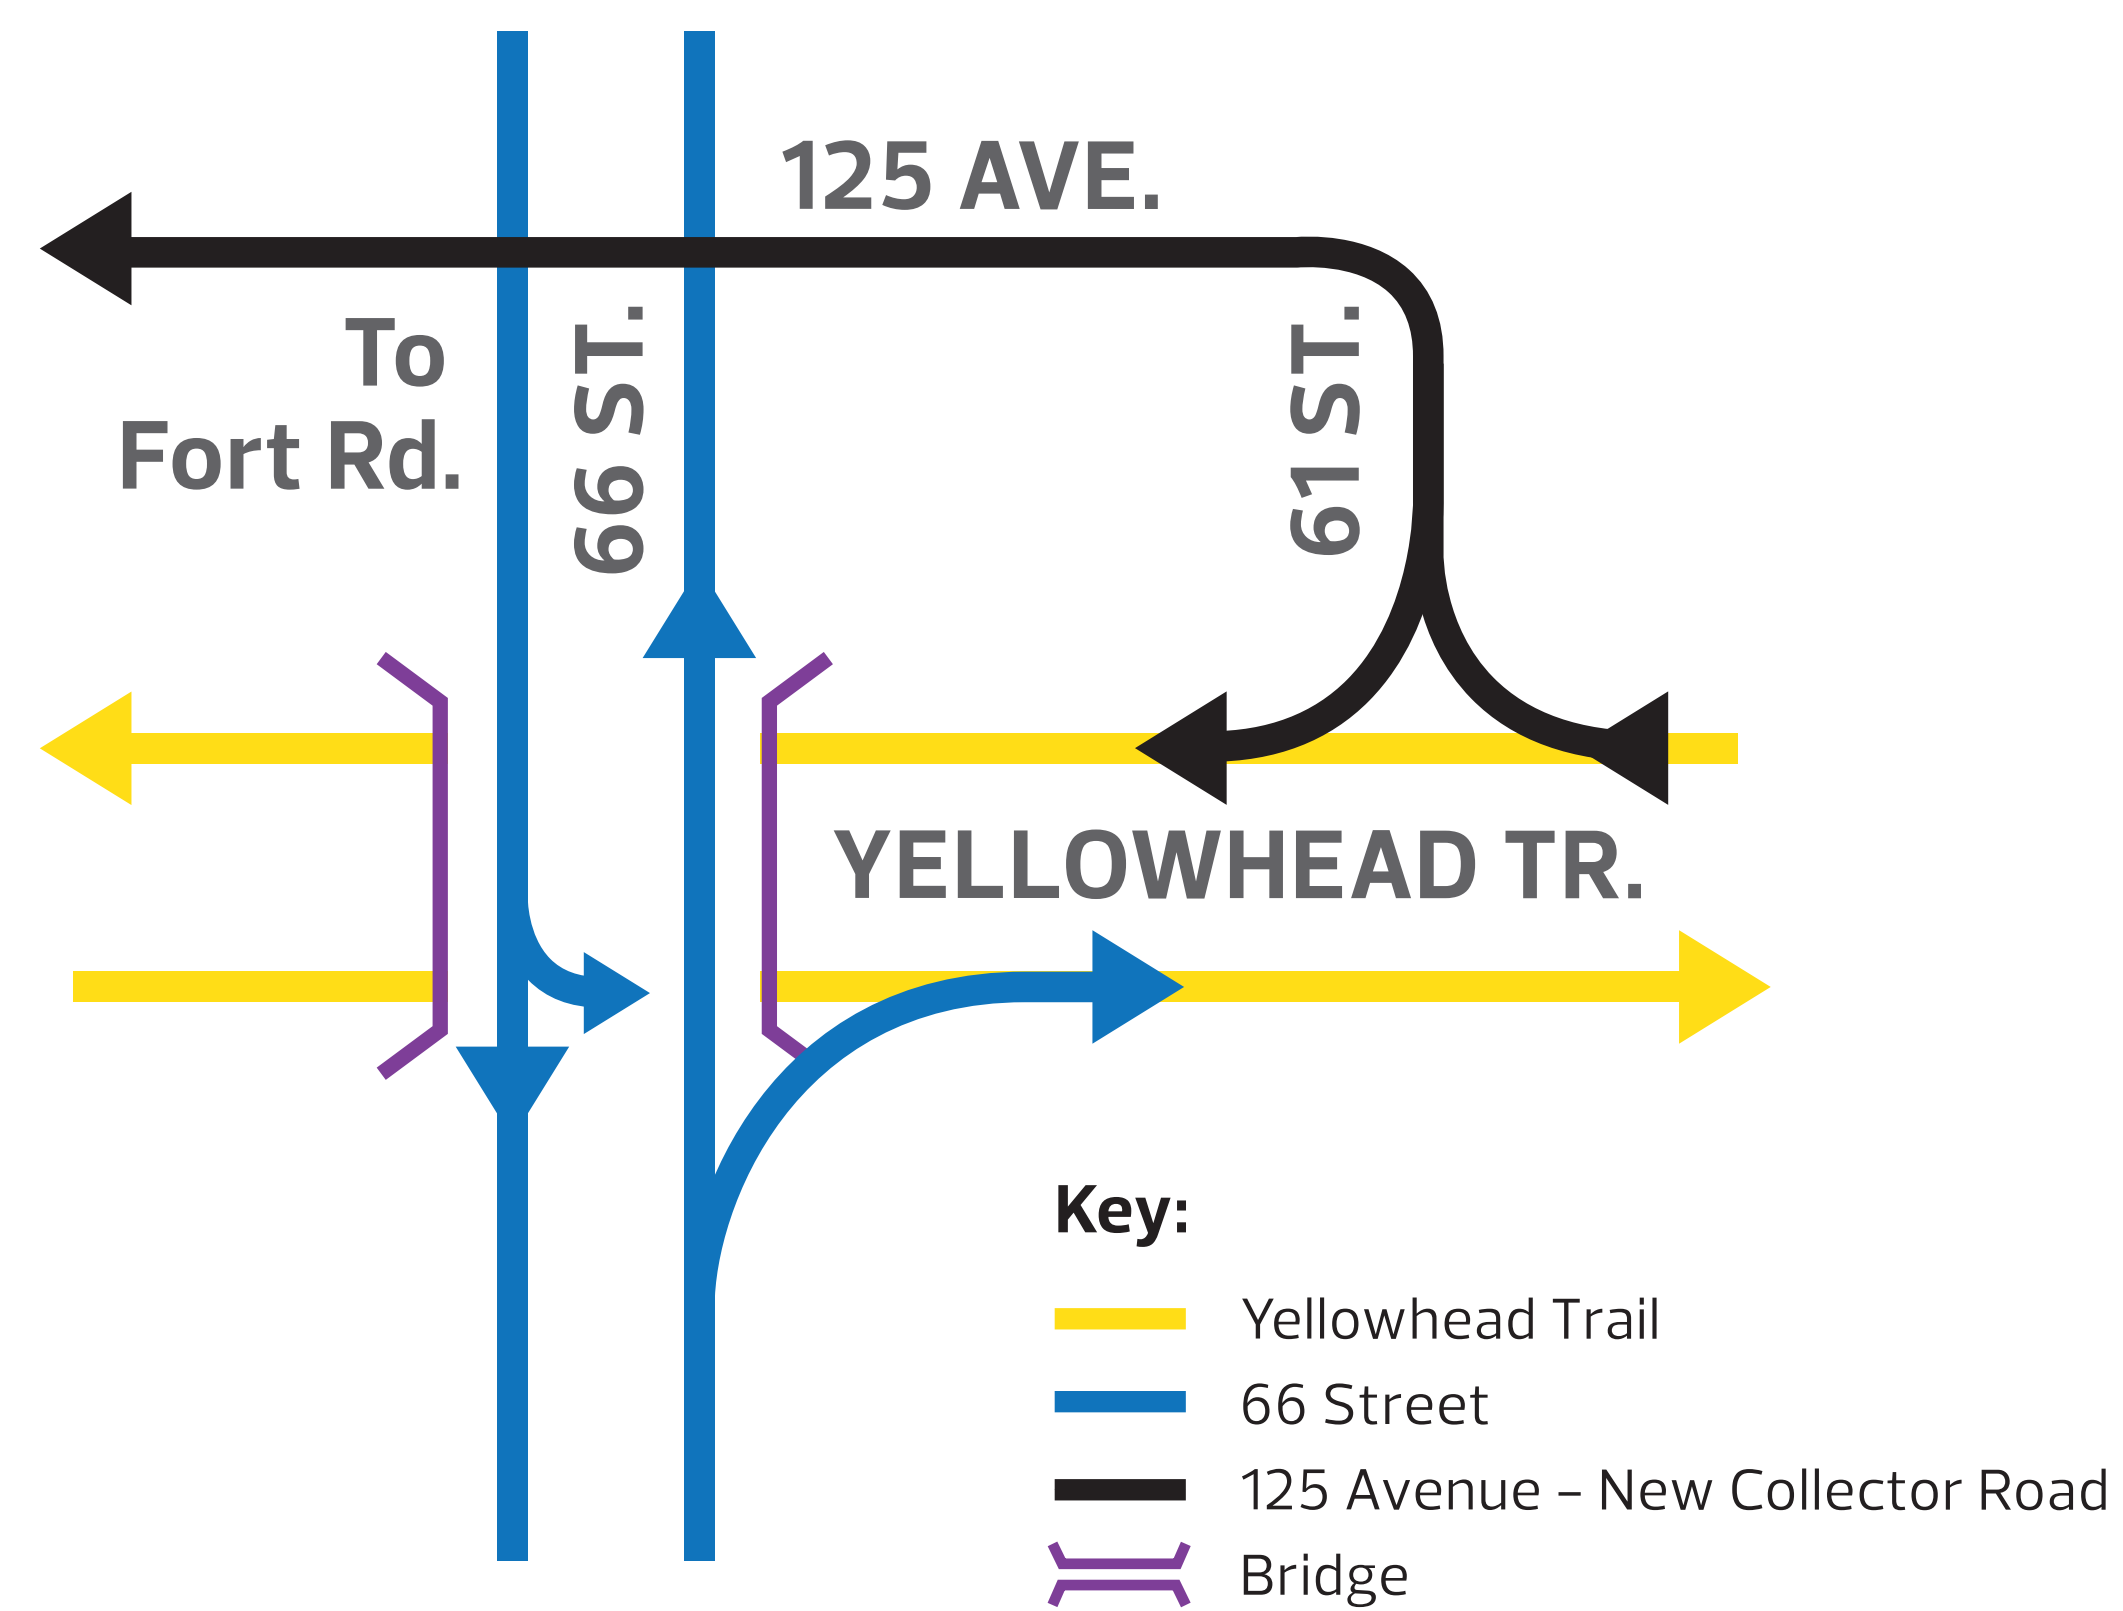 125 AVE.
To
Fort Rd.
66 ST.
61 ST.
YELLOWHEAD TR.
Key:
Yellowhead Trail
66 Street
125 Avenue – New Collector Road
Bridge